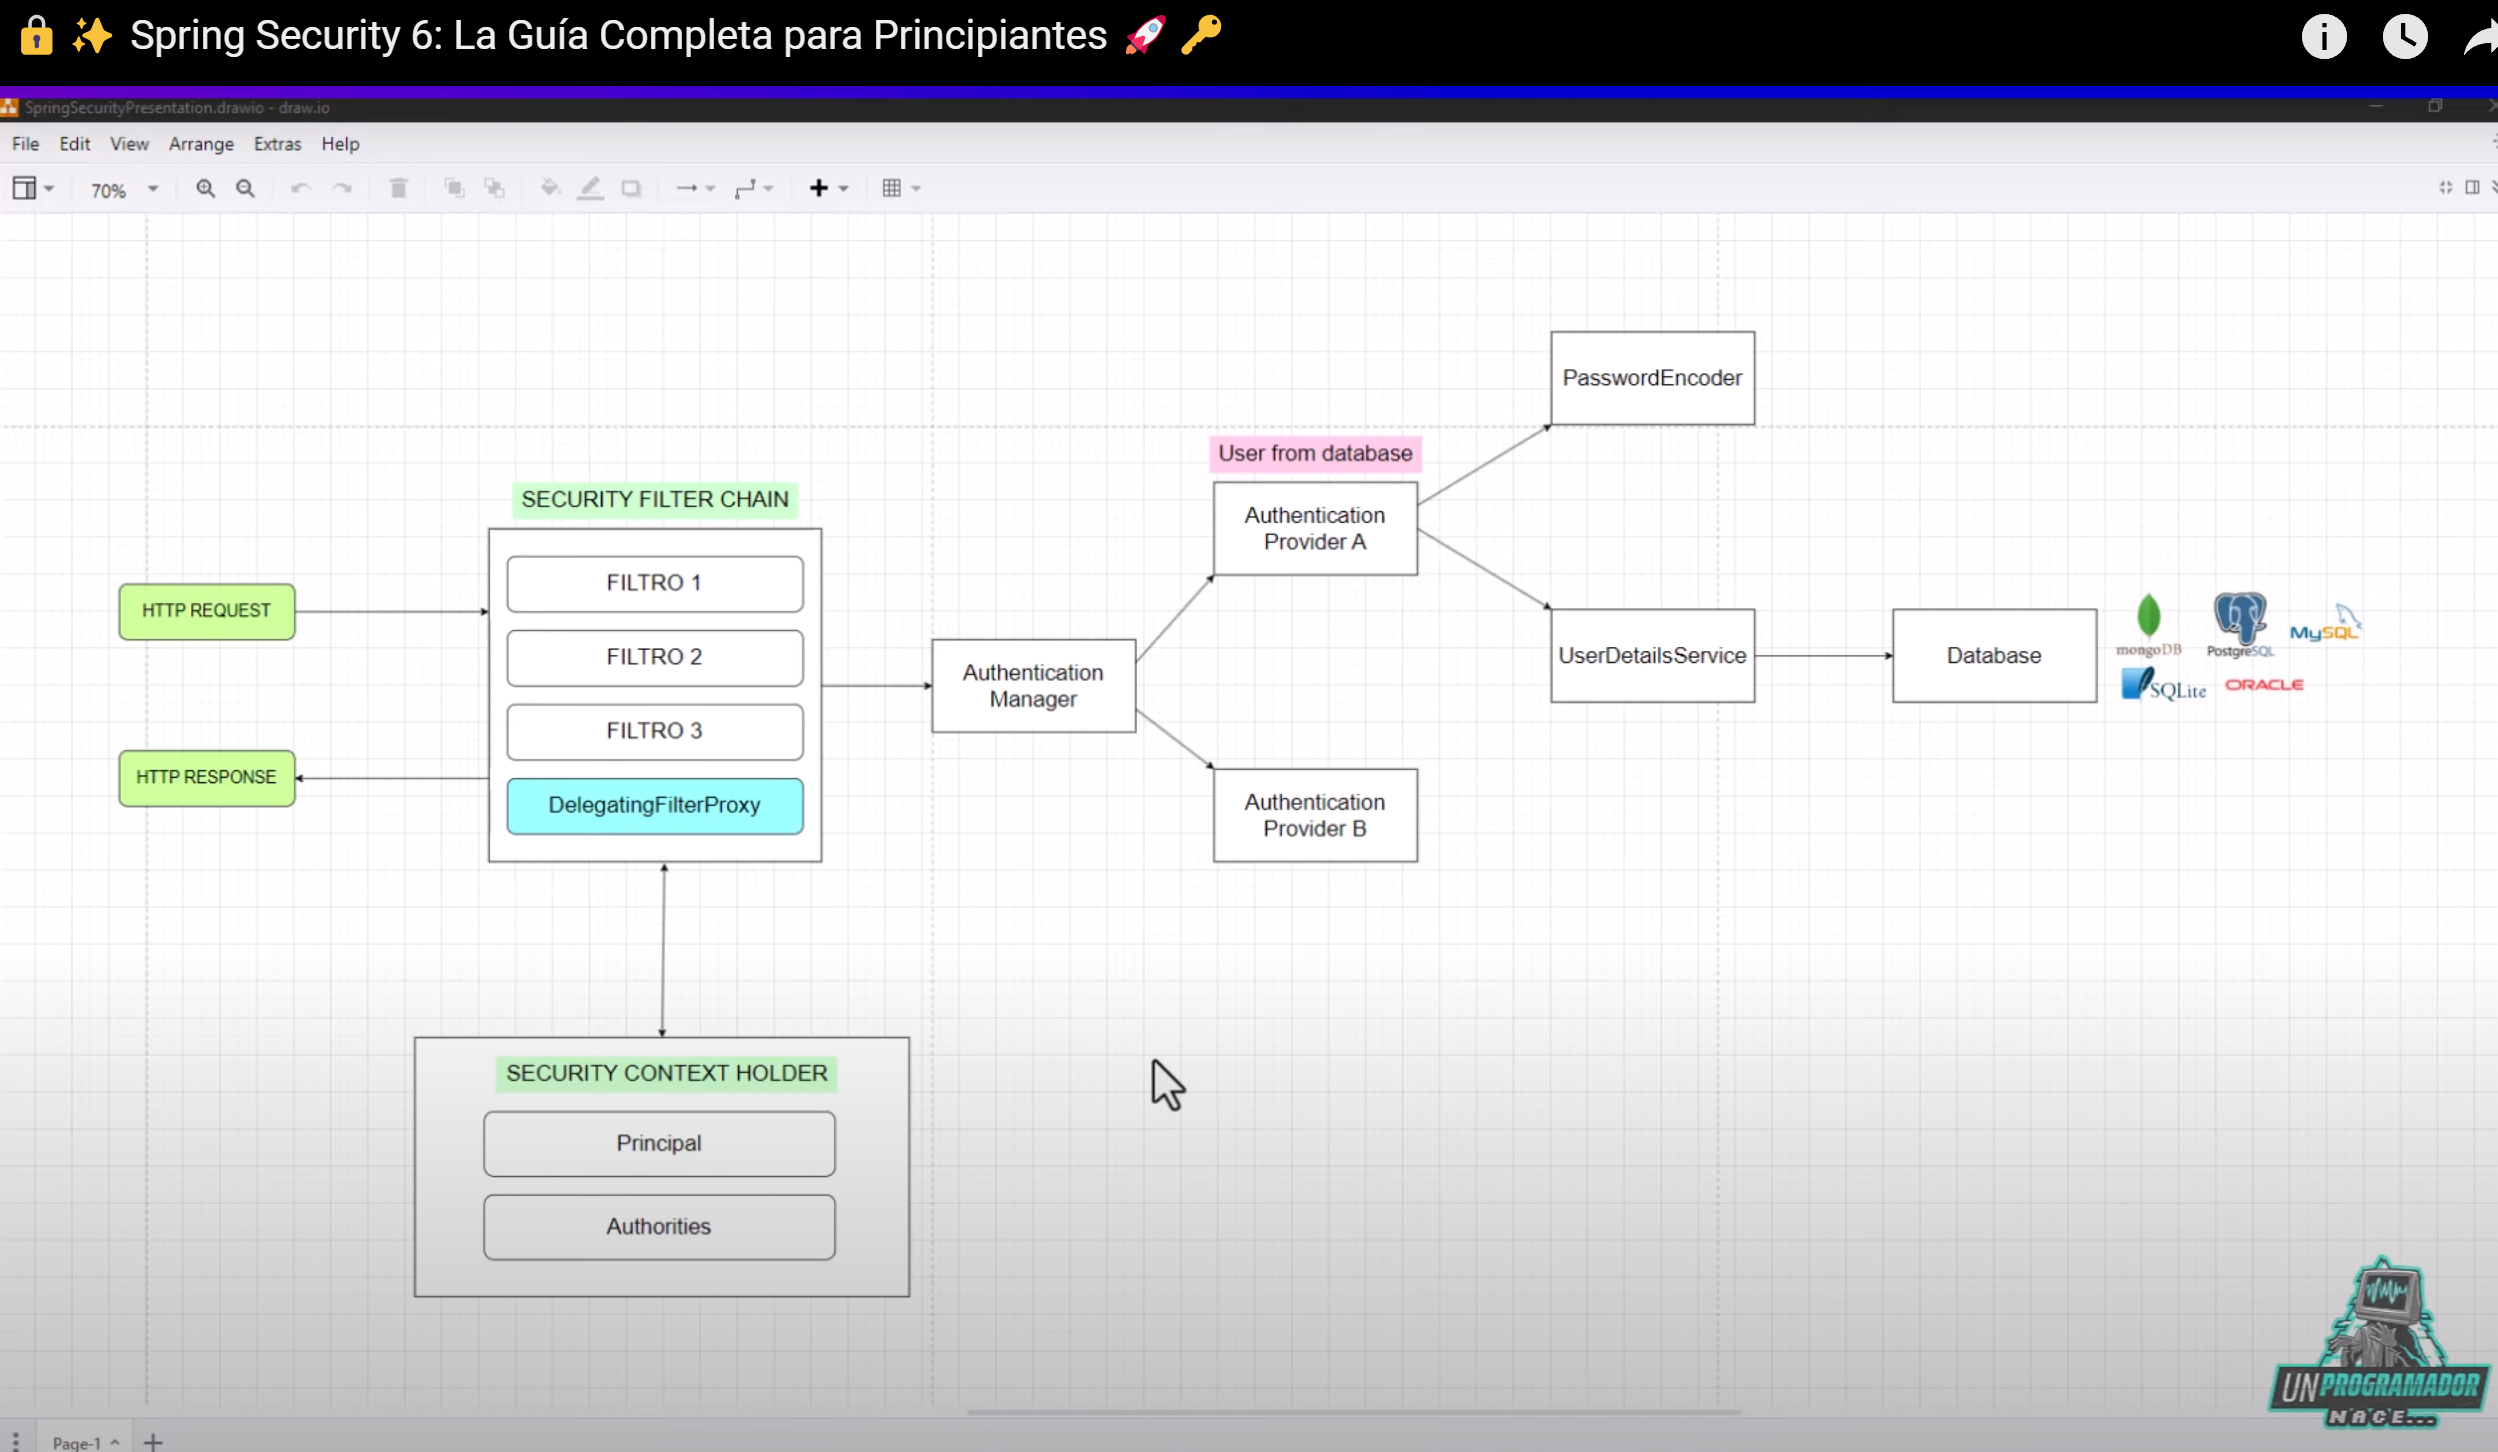 Spring Security 6: La Guía Completa para Principiantes
SpringSecurityPresentation.drawio - draw.io
File Edit View Arrange Extras Help
70%
PasswordEncoder
User from database
SECURITY FILTER CHAIN
Authentication
Provider A
FILTRO 1
HTTP REQUEST
FILTRO 2
Authentication
Manager
UserDetailsService
Database
mongoDB
PostgreSQL
MySQL
SQLite
ORACLE
FILTRO 3
HTTP RESPONSE
DelegatingFilterProxy
Authentication
Provider B
SECURITY CONTEXT HOLDER
Principal
Authorities
UN PROGRAMADOR
NACE...
Page-1